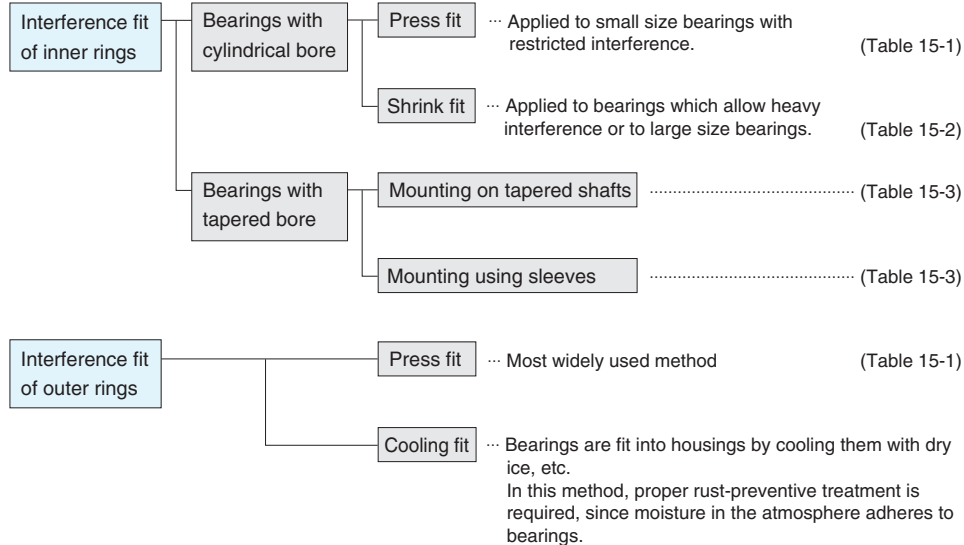 Interference fit
of inner rings
Bearings with
cylindrical bore
Press fit
··· Applied to small size bearings with
restricted interference.
(Table 15-1)
Shrink fit
··· Applied to bearings which allow heavy
interference or to large size bearings.
(Table 15-2)
Bearings with
tapered bore
Mounting on tapered shafts
(Table 15-3)
Mounting using sleeves
(Table 15-3)
Interference fit
of outer rings
Press fit
··· Most widely used method
(Table 15-1)
Cooling fit
··· Bearings are fit into housings by cooling them with dry
ice, etc.
In this method, proper rust-preventive treatment is
required, since moisture in the atmosphere adheres to
bearings.